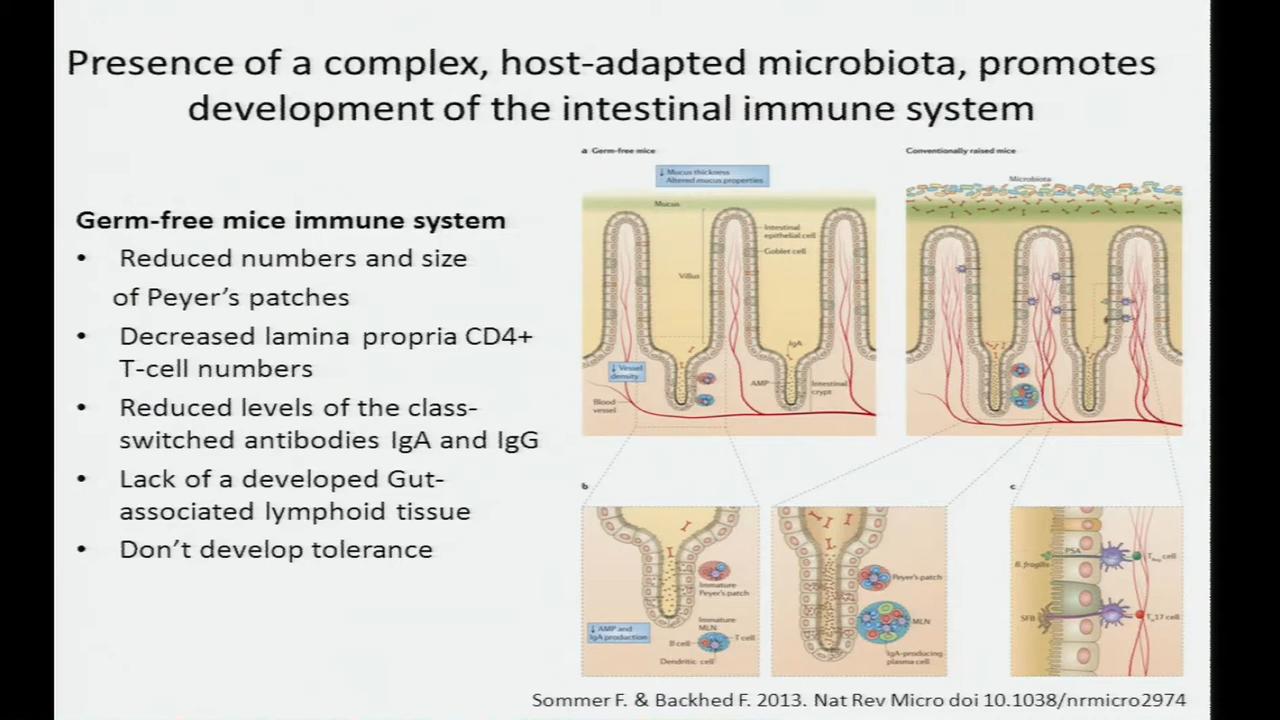 Presence of a complex, host-adapted microbiota, promotes
development of the intestinal immune system
Germ-free mice immune system
• Reduced numbers and size
of Peyer’s patches
• Decreased lamina propria CD4+
T-cell numbers
• Reduced levels of the class-
switched antibodies IgA and IgG
• Lack of a developed Gut-
associated lymphoid tissue
• Don’t develop tolerance
a Germ-free mice
↓ Mucus thickness
Altered mucus properties
Mucus
Intestinal
epithelial cell
Goblet cell
Villus
IgA
↓ Vessel
density
AMP
Intestinal
crypt
Blood
vessel
Conventionally raised mice
Microbiota
b
Immature
Peyer's patch
Immature
MLN
↓ AMP and
IgA production
B cell
T cell
Dendritic cell
Peyer's patch
MLN
IgA-producing
plasma cell
c
PSA
B. fragilis
TReg cell
SFB
TH17 cell
Sommer F. & Backhed F. 2013. Nat Rev Micro doi 10.1038/nrmicro2974